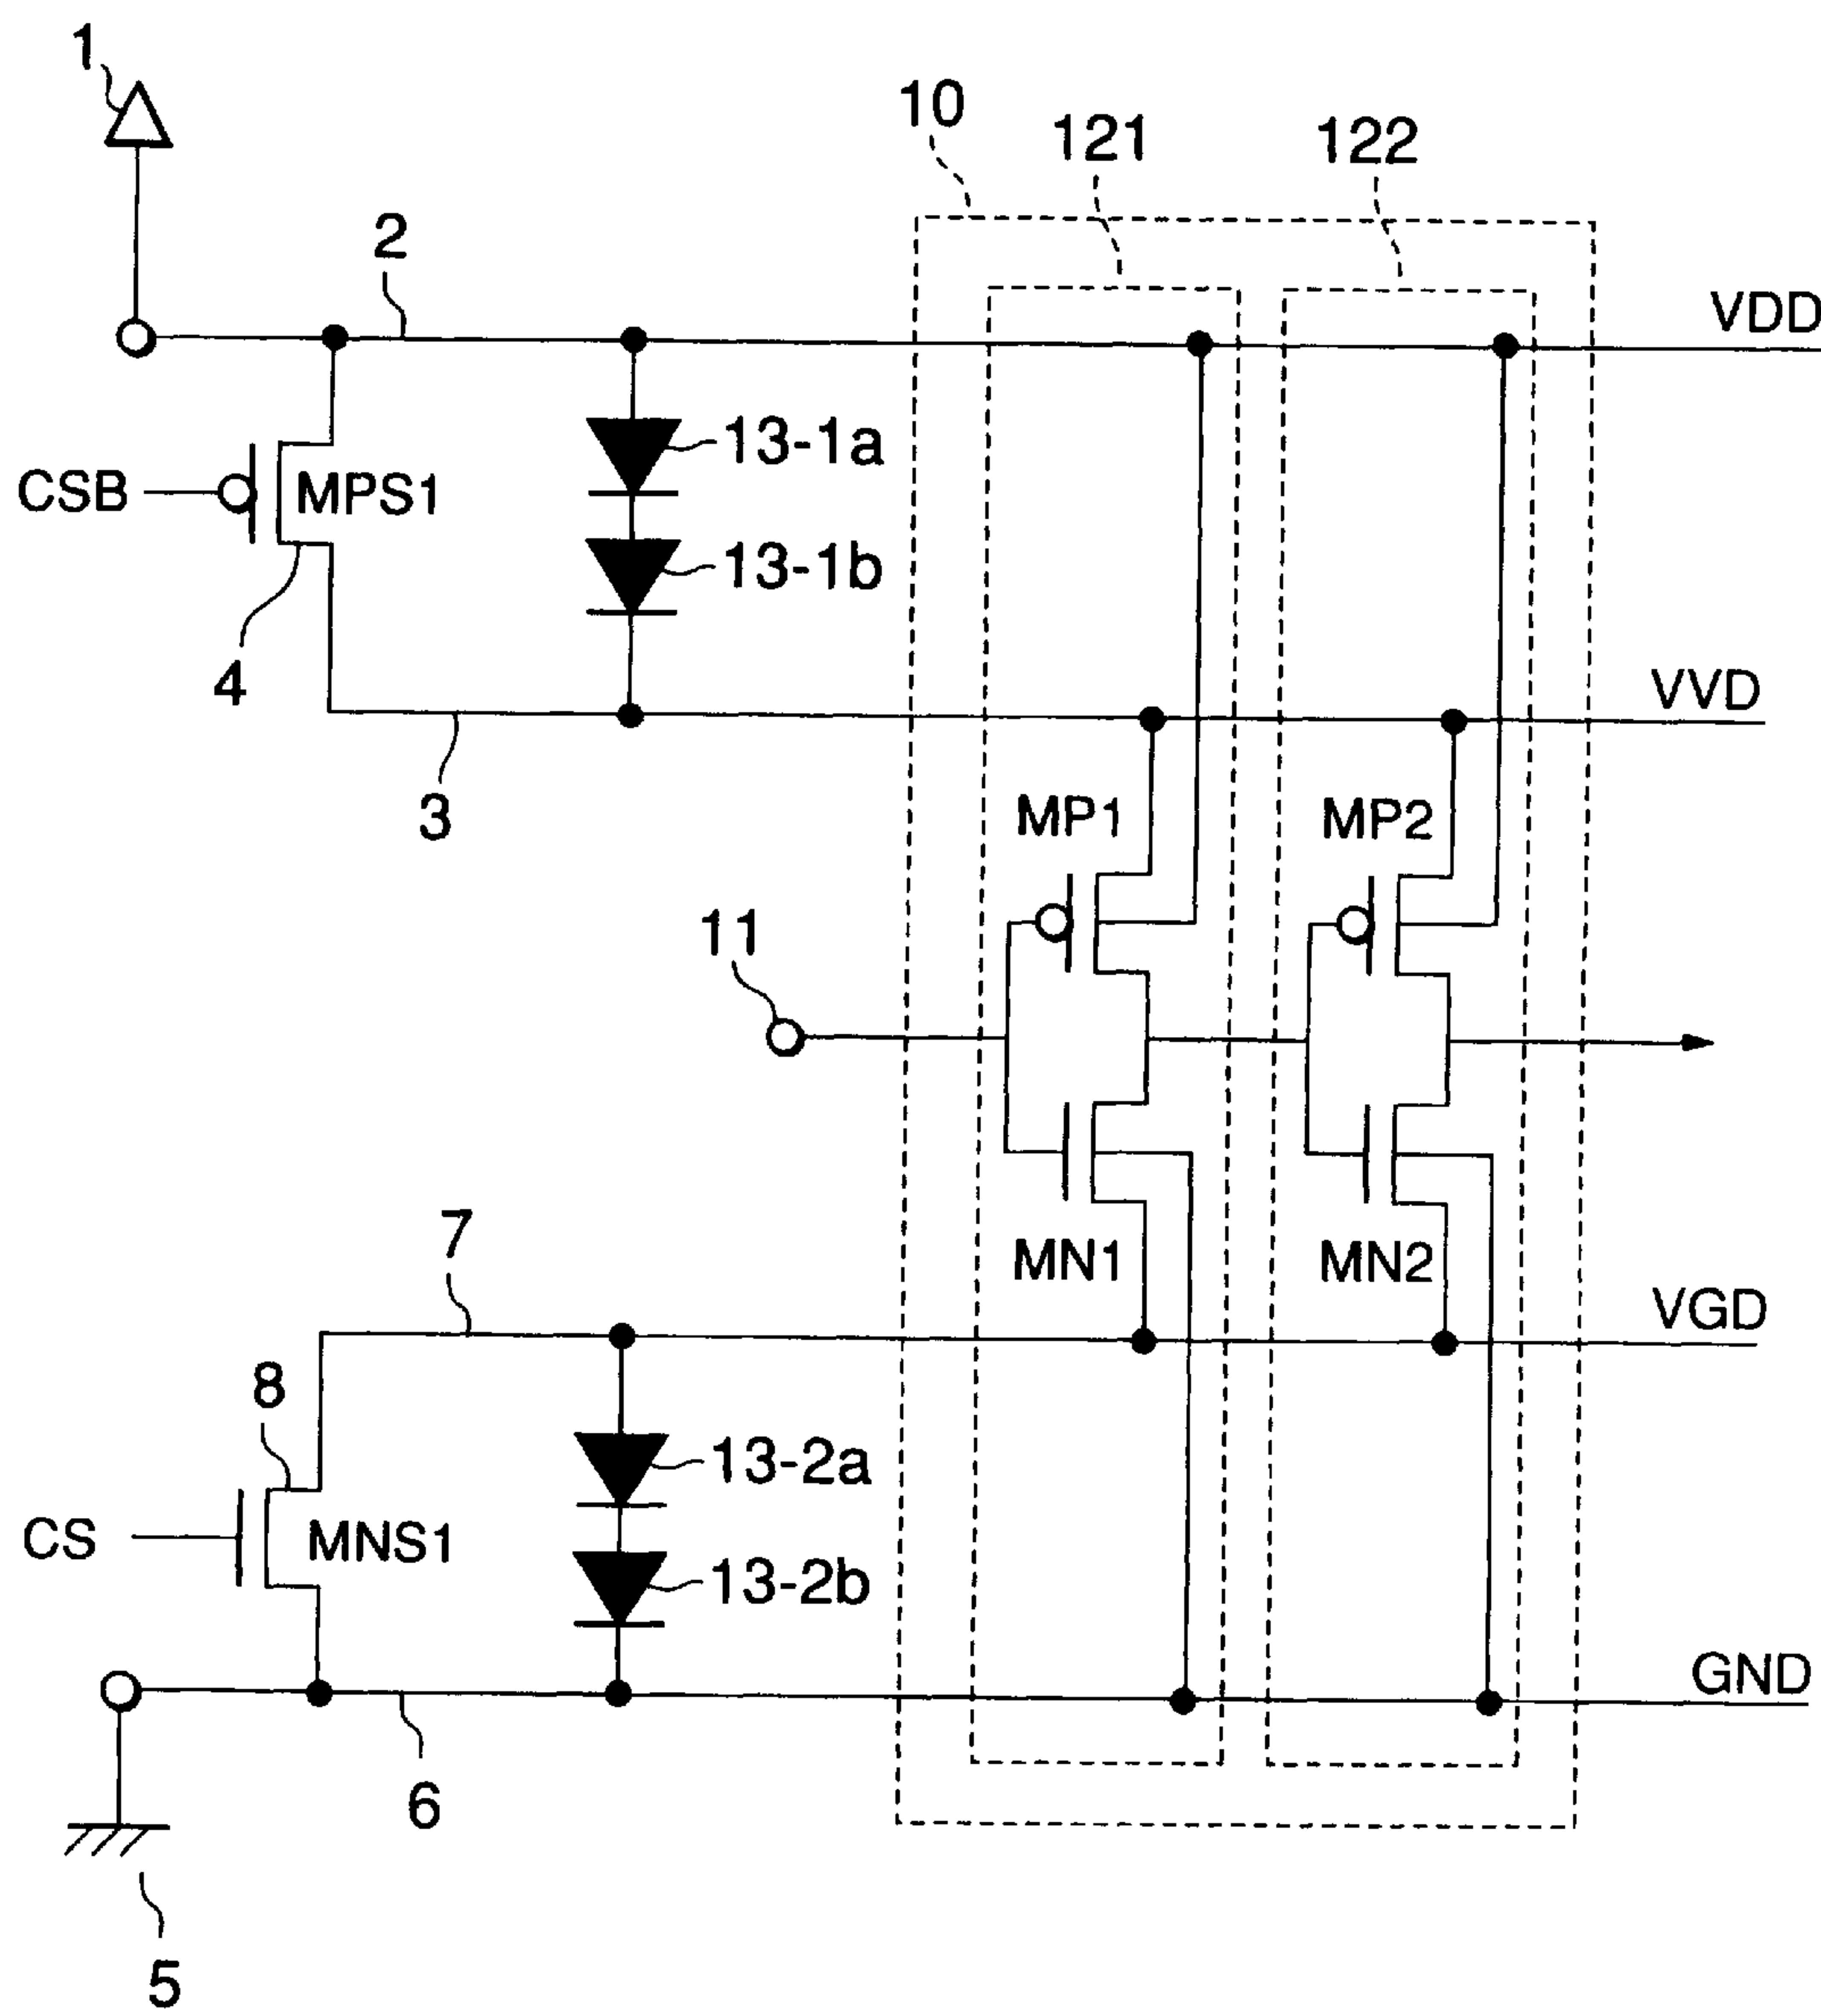 1
10
121
122
2
VDD
13-1a
CSB
MPS1
13-1b
4
VVD
3
MP1
MP2
11
7
MN1
MN2
VGD
8
13-2a
CS
MNS1
13-2b
GND
6
5